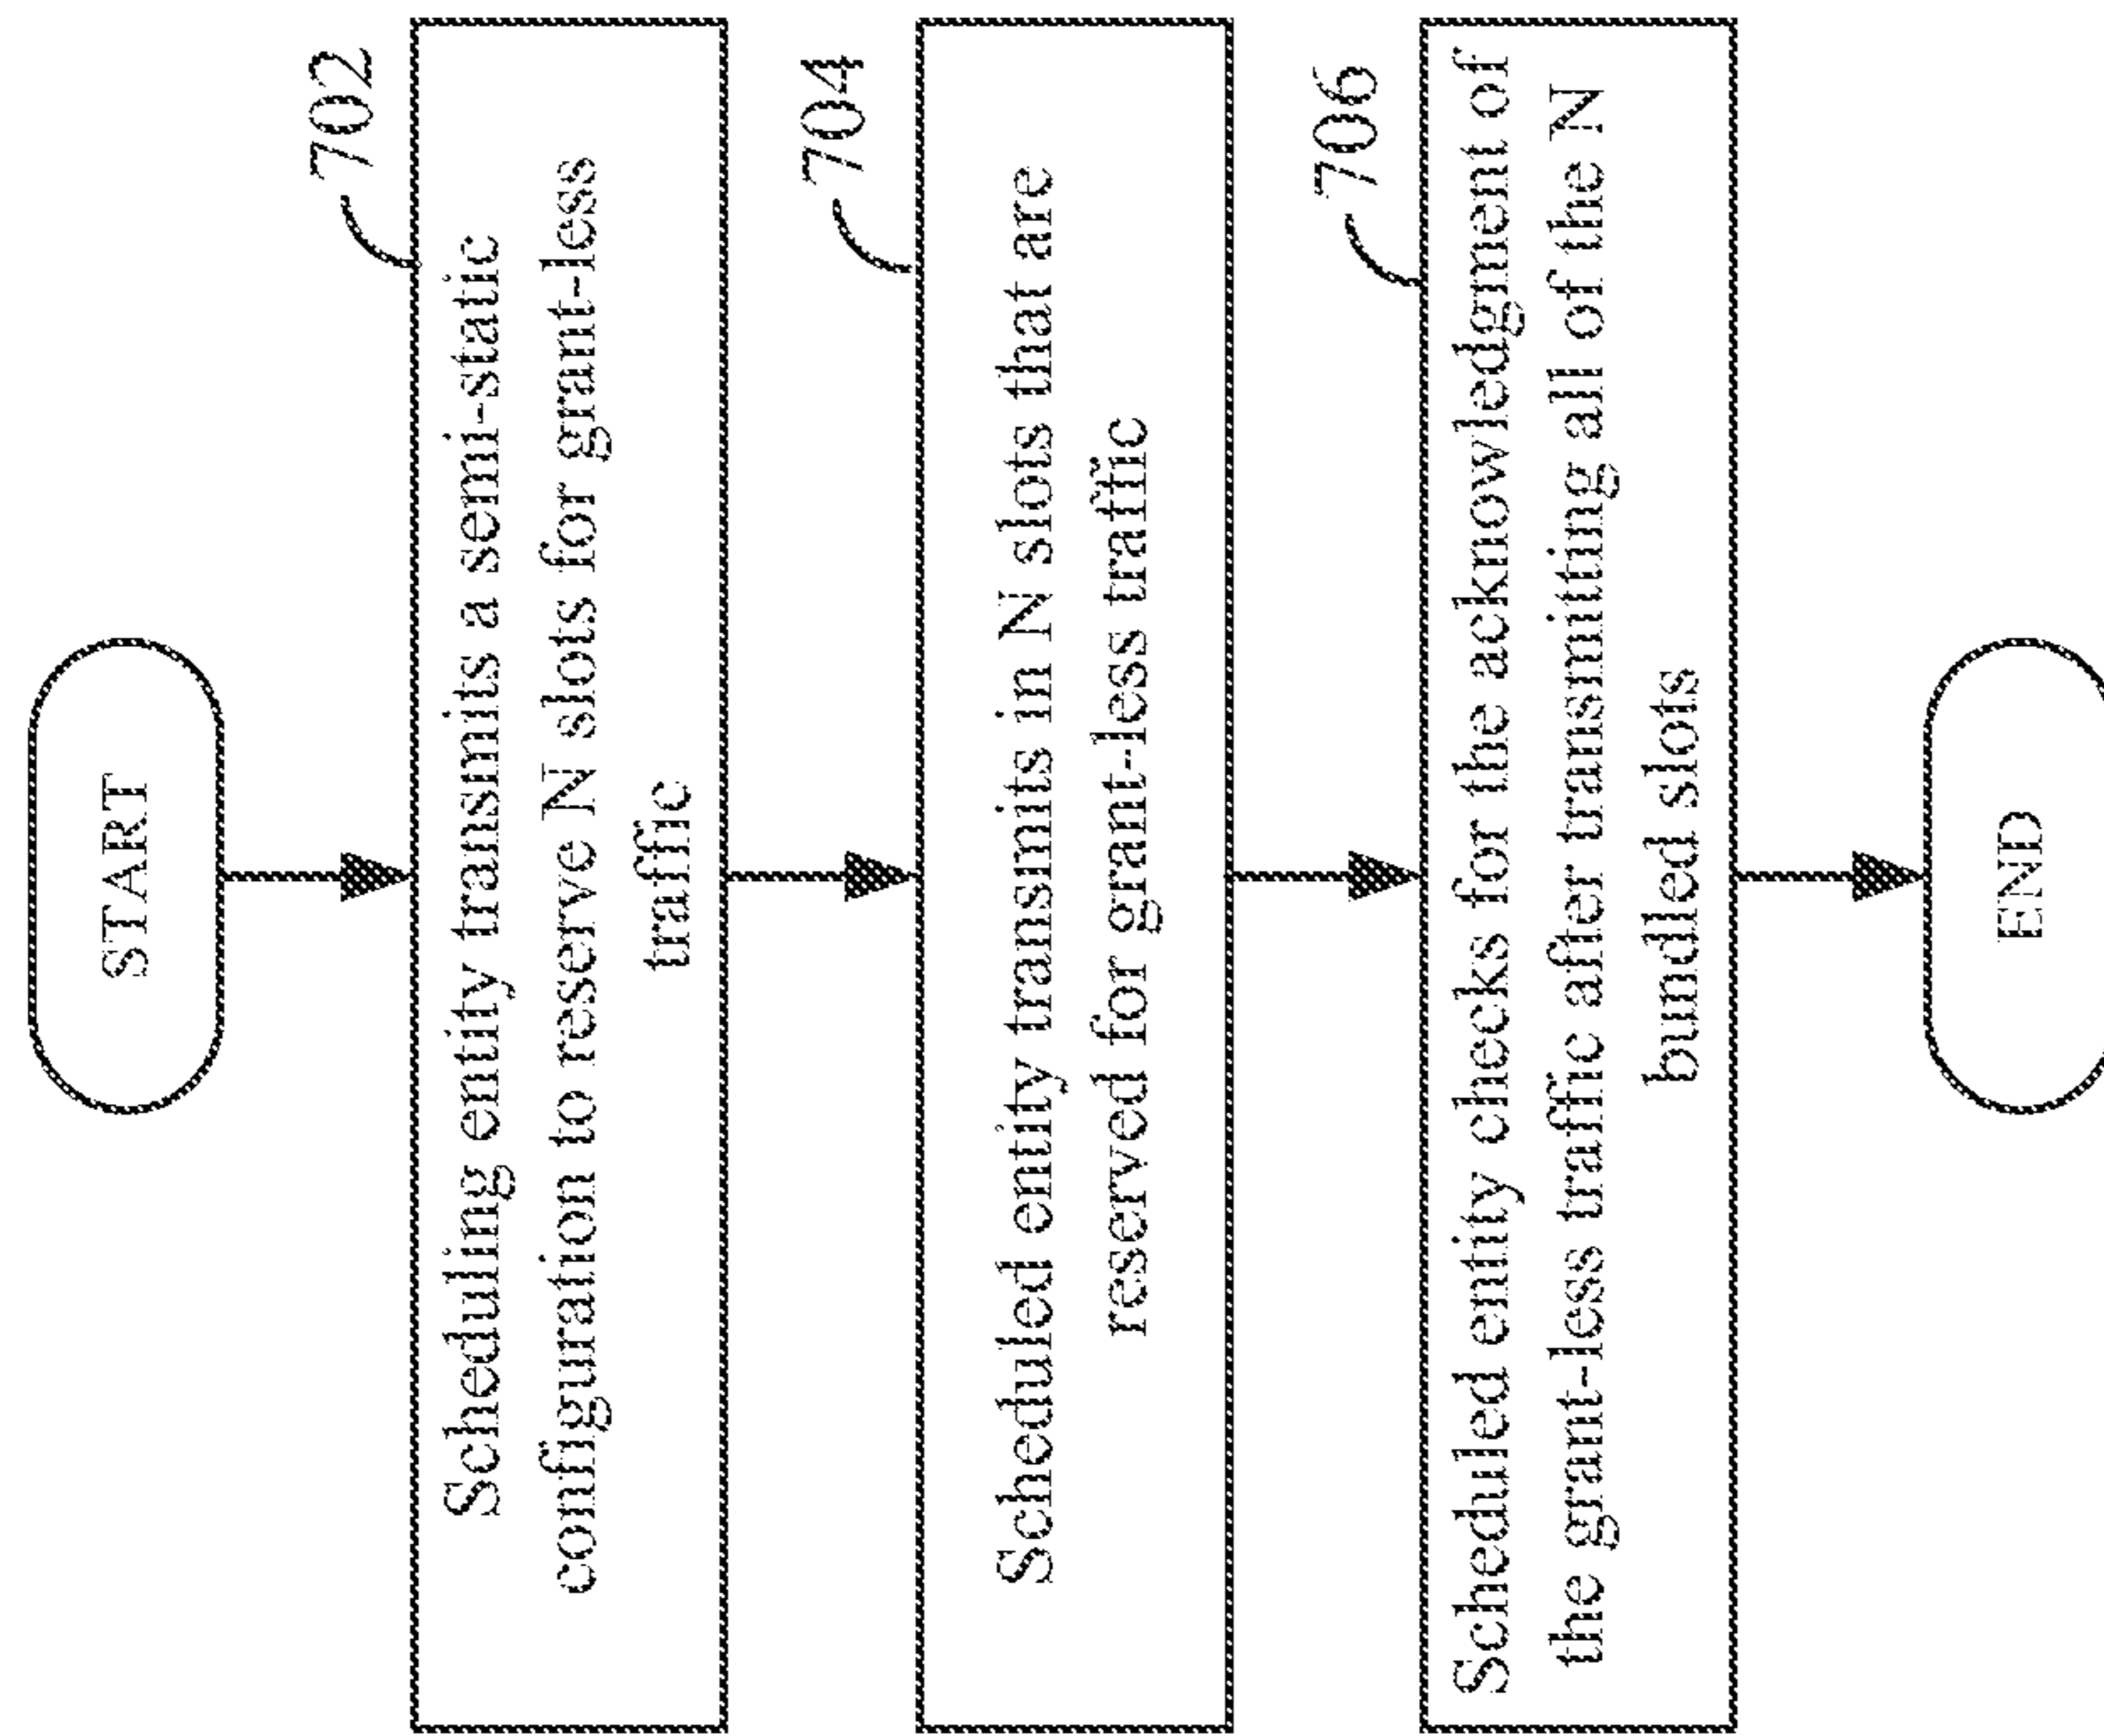 START
702
Scheduling entity transmits a semi-static
configuration to reserve N slots for grant-less
traffic
704
Scheduled entity transmits in N slots that are
reserved for grant-less traffic
706
Scheduled entity checks for the acknowledgment of
the grant-less traffic after transmitting all of the N
bundled slots
END